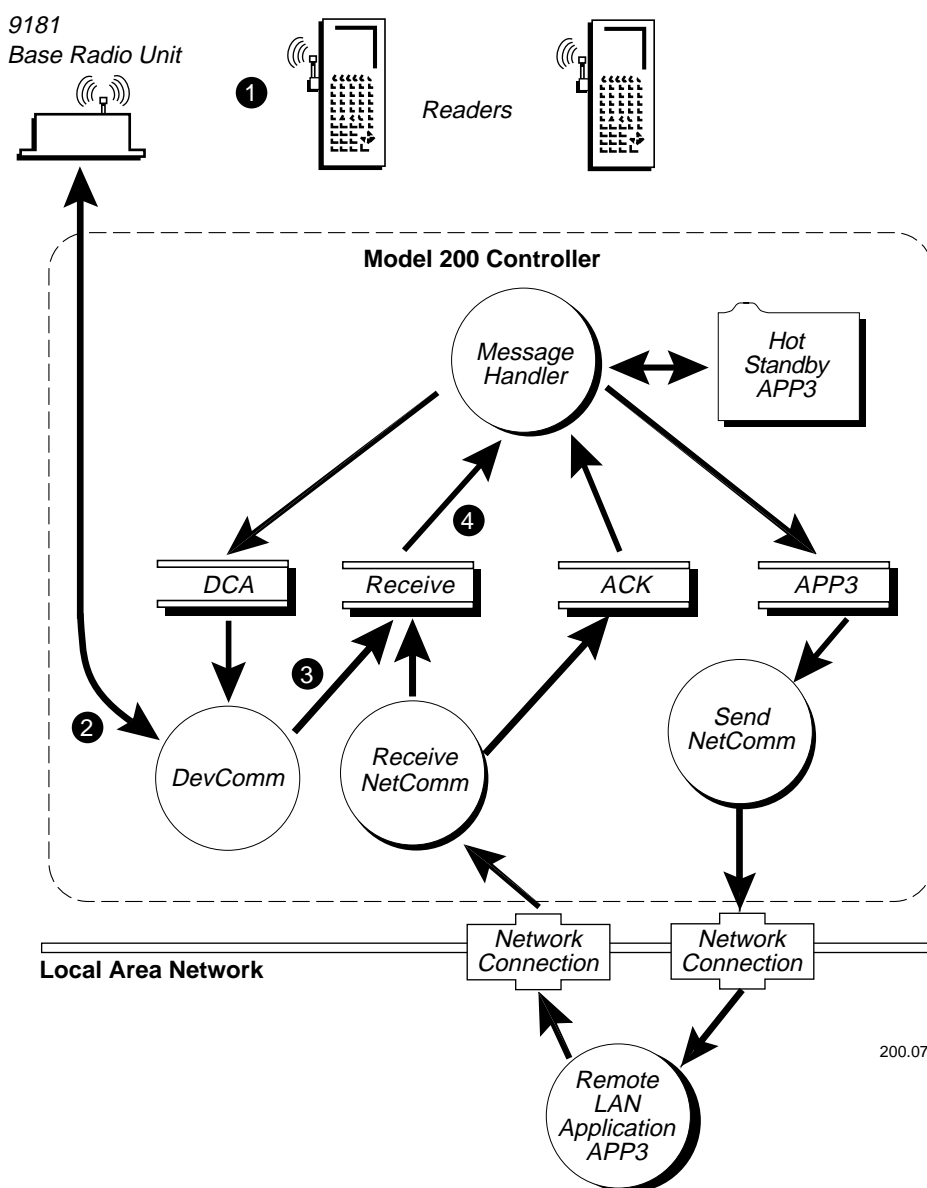 9181
Base Radio Unit
1
Readers
Model 200 Controller
Message
Handler
Hot
Standby
APP3
4
DCA
Receive
ACK
APP3
3
2
DevComm
Receive
NetComm
Send
NetComm
Network
Connection
Network
Connection
Local Area Network
200.07
Remote
LAN
Application
APP3